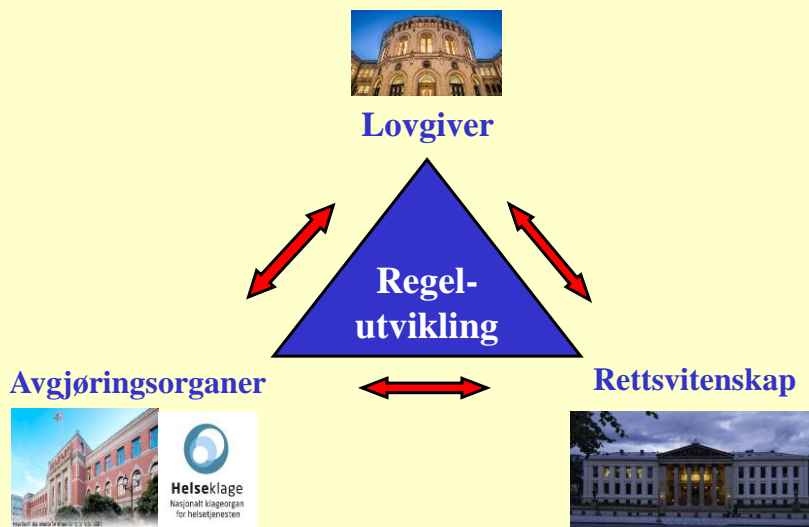 Lovgiver
Regel-
utvikling
Avgjøringsorganer
Rettsvitenskap
Helseklage
Nasjonalt klageorgan
for helsetjenesten